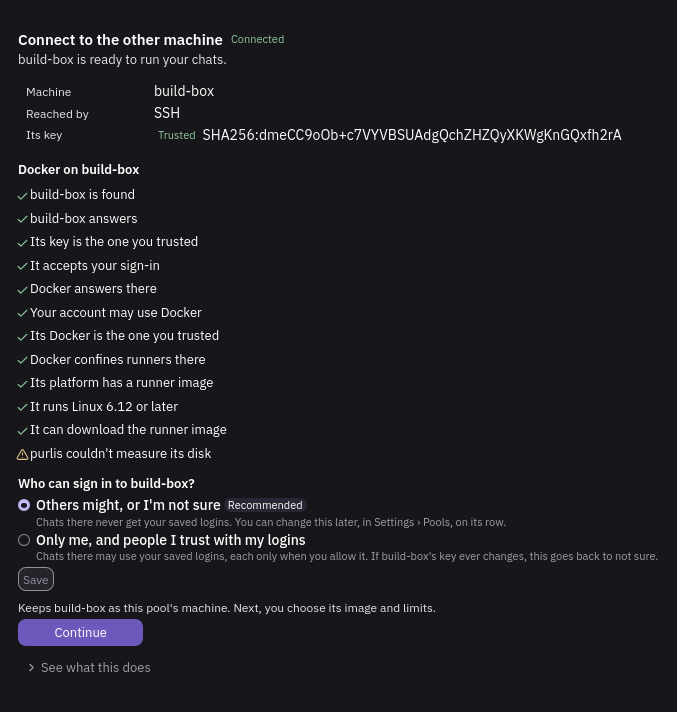 Connect to the other machine Connected
build-box is ready to run your chats.
Machine build-box
Reached by SSH
Its key Trusted SHA256:dmeCC9oOb+c7VYVBSUAdgQchZHZQyXKWgKnGQxfh2rA
Docker on build-box
build-box is found
build-box answers
Its key is the one you trusted
It accepts your sign-in
Docker answers there
Your account may use Docker
Its Docker is the one you trusted
Docker confines runners there
Its platform has a runner image
It runs Linux 6.12 or later
It can download the runner image
purlis couldn't measure its disk
Who can sign in to build-box?
Others might, or I'm not sure Recommended
Chats there never get your saved logins. You can change this later, in Settings › Pools, on its row.
Only me, and people I trust with my logins
Chats there may use your saved logins, each only when you allow it. If build-box's key ever changes, this goes back to not sure.
Save
Keeps build-box as this pool's machine. Next, you choose its image and limits.
Continue
See what this does